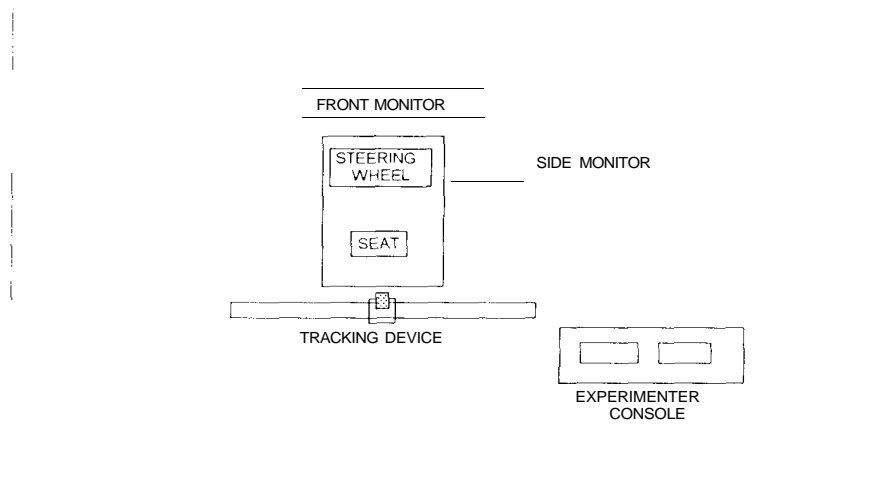 FRONT MONITOR
STEERING
WHEEL
SIDE MONITOR
SEAT
TRACKING DEVICE
EXPERIMENTER
CONSOLE